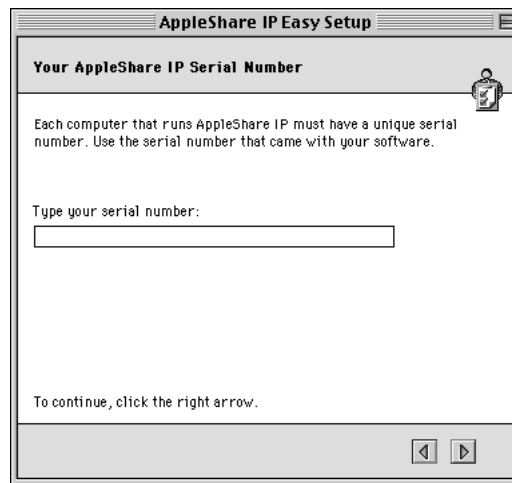 AppleShare IP Easy Setup
Your AppleShare IP Serial Number
Each computer that runs AppleShare IP must have a unique serial
number. Use the serial number that came with your software.
Type your serial number:
To continue, click the right arrow.